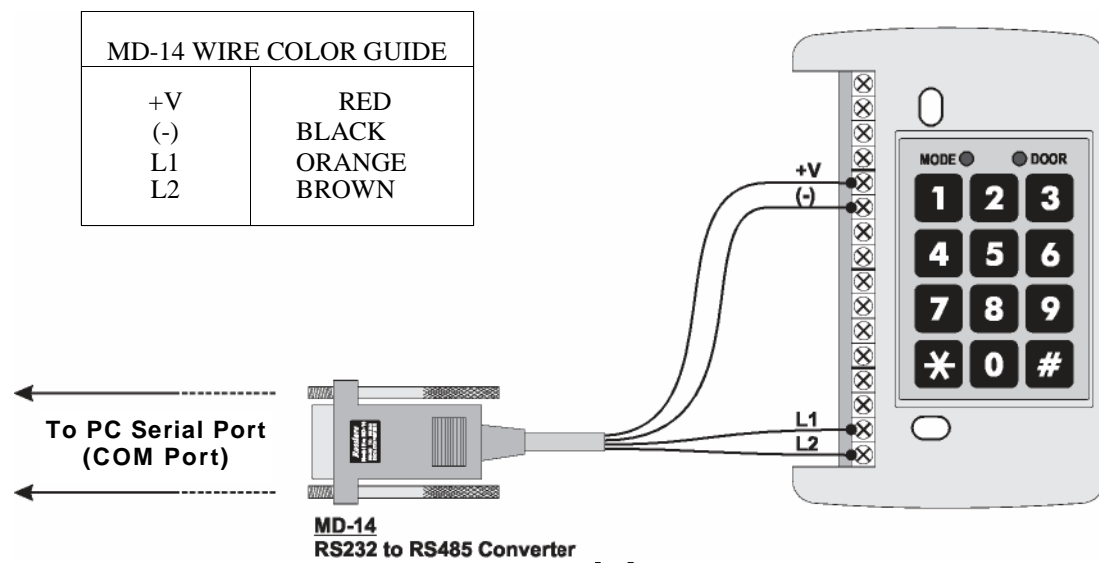 MD-14 WIRE COLOR GUIDE
+V RED
(-) BLACK
L1 ORANGE
L2 BROWN
+V
(-)
MODE DOOR
1 2 3
4 5 6
7 8 9
* 0 #
L1
L2
To PC Serial Port
(COM Port)
MD-14
RS232 to RS485 Converter